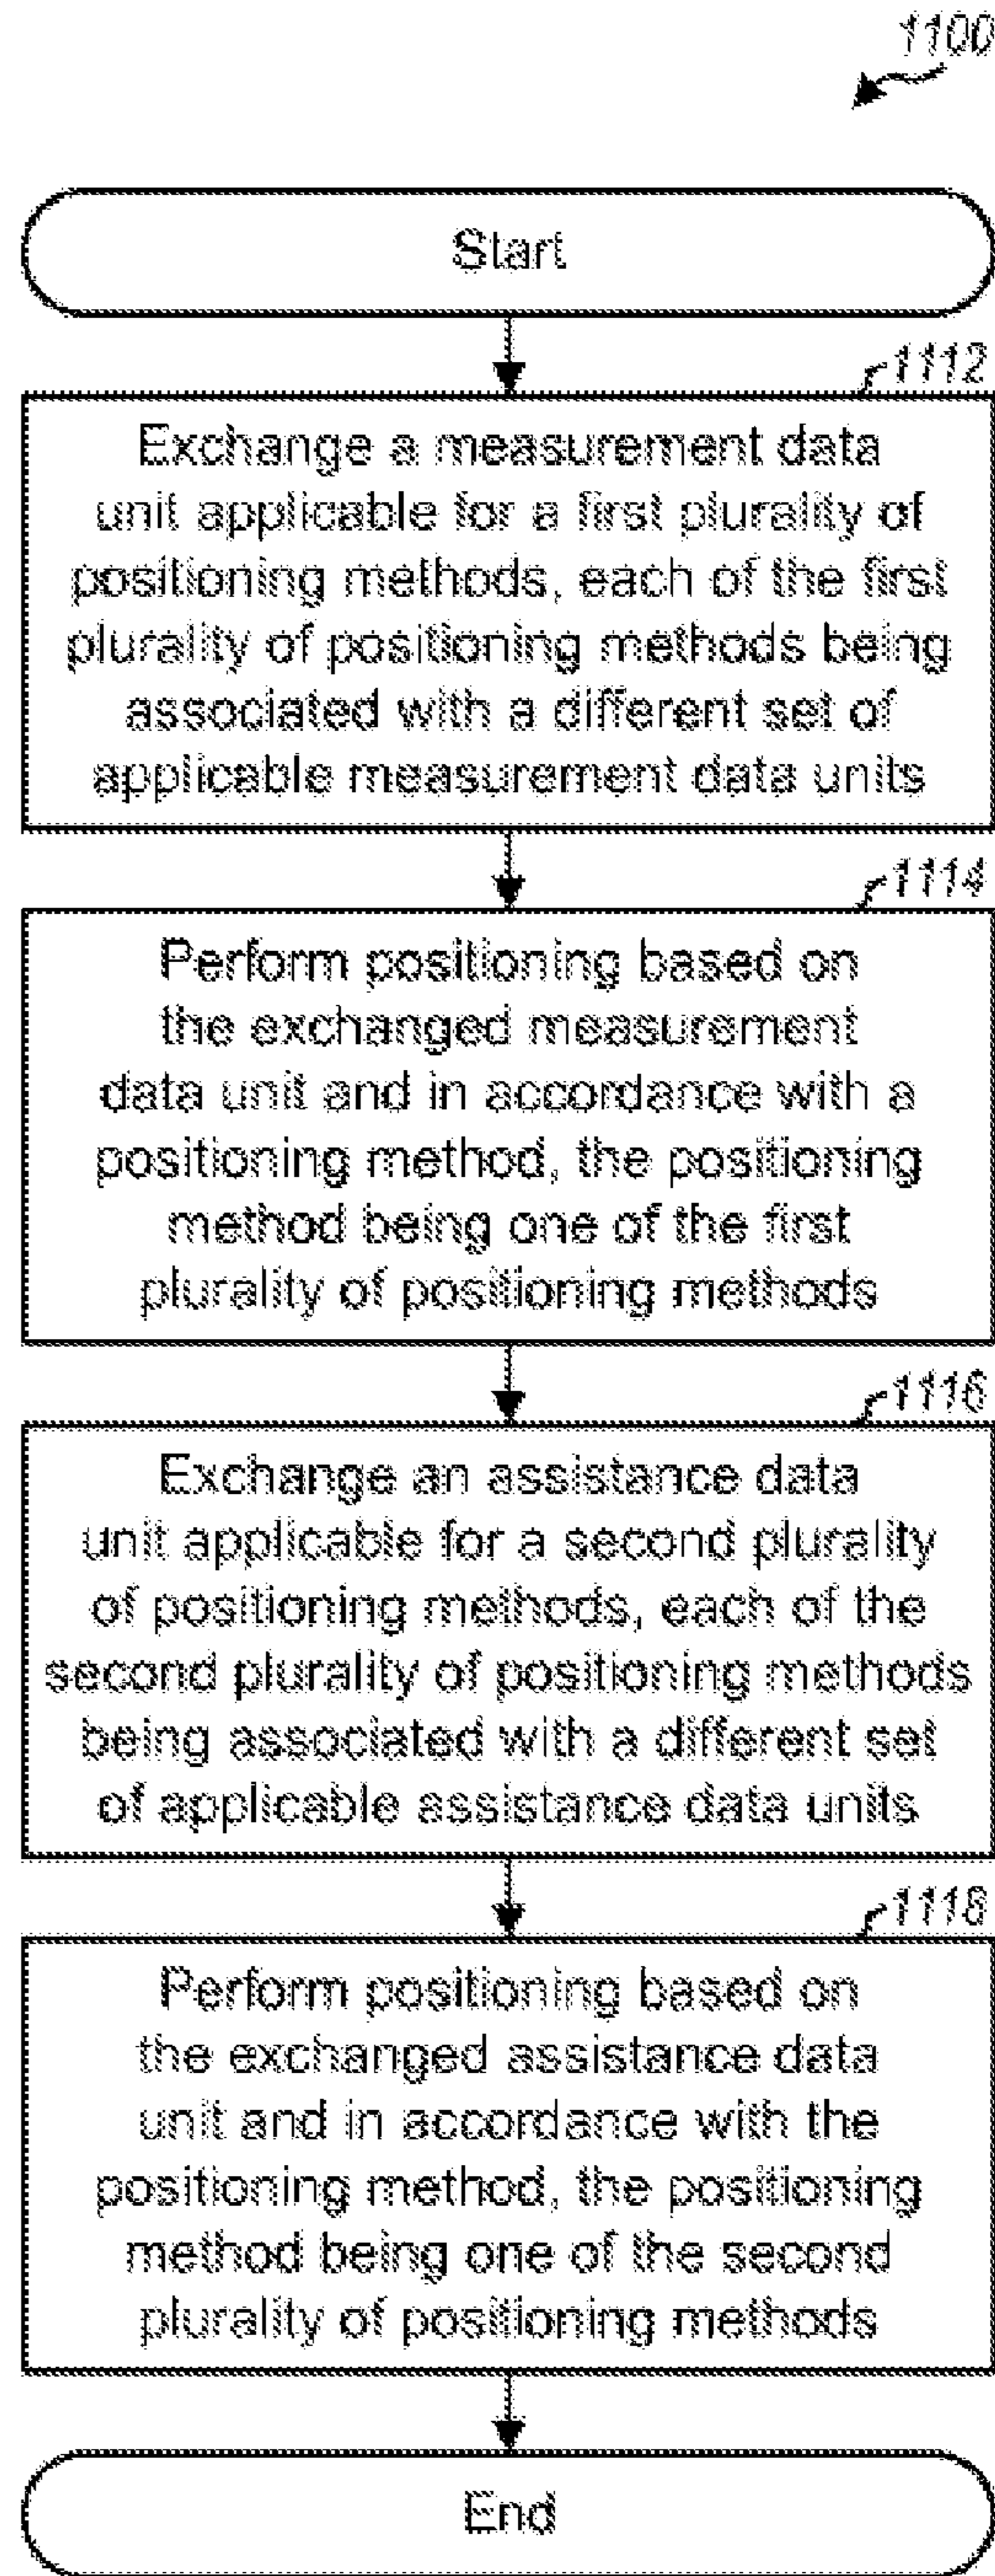 1100
Start
1112
Exchange a measurement data
unit applicable for a first plurality of
positioning methods, each of the first
plurality of positioning methods being
associated with a different set of
applicable measurement data units
1114
Perform positioning based on
the exchanged measurement
data unit and in accordance with a
positioning method, the positioning
method being one of the first
plurality of positioning methods
1116
Exchange an assistance data
unit applicable for a second plurality
of positioning methods, each of the
second plurality of positioning methods
being associated with a different set
of applicable assistance data units
1118
Perform positioning based on
the exchanged assistance data
unit and in accordance with the
positioning method, the positioning
method being one of the second
plurality of positioning methods
End